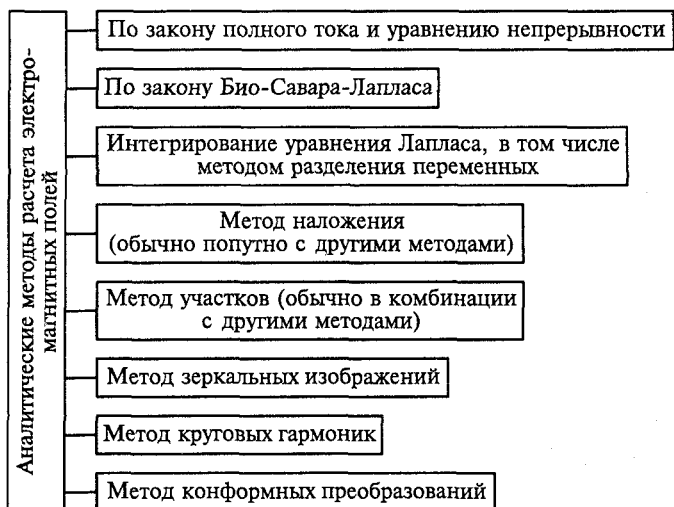 Аналитические методы расчета электро-
магнитных полей
По закону полного тока и уравнению непрерывности
По закону Био-Савара-Лапласа
Интегрирование уравнения Лапласа, в том числе
методом разделения переменных
Метод наложения
(обычно попутно с другими методами)
Метод участков (обычно в комбинации
с другими методами)
Метод зеркальных изображений
Метод круговых гармоник
Метод конформных преобразований